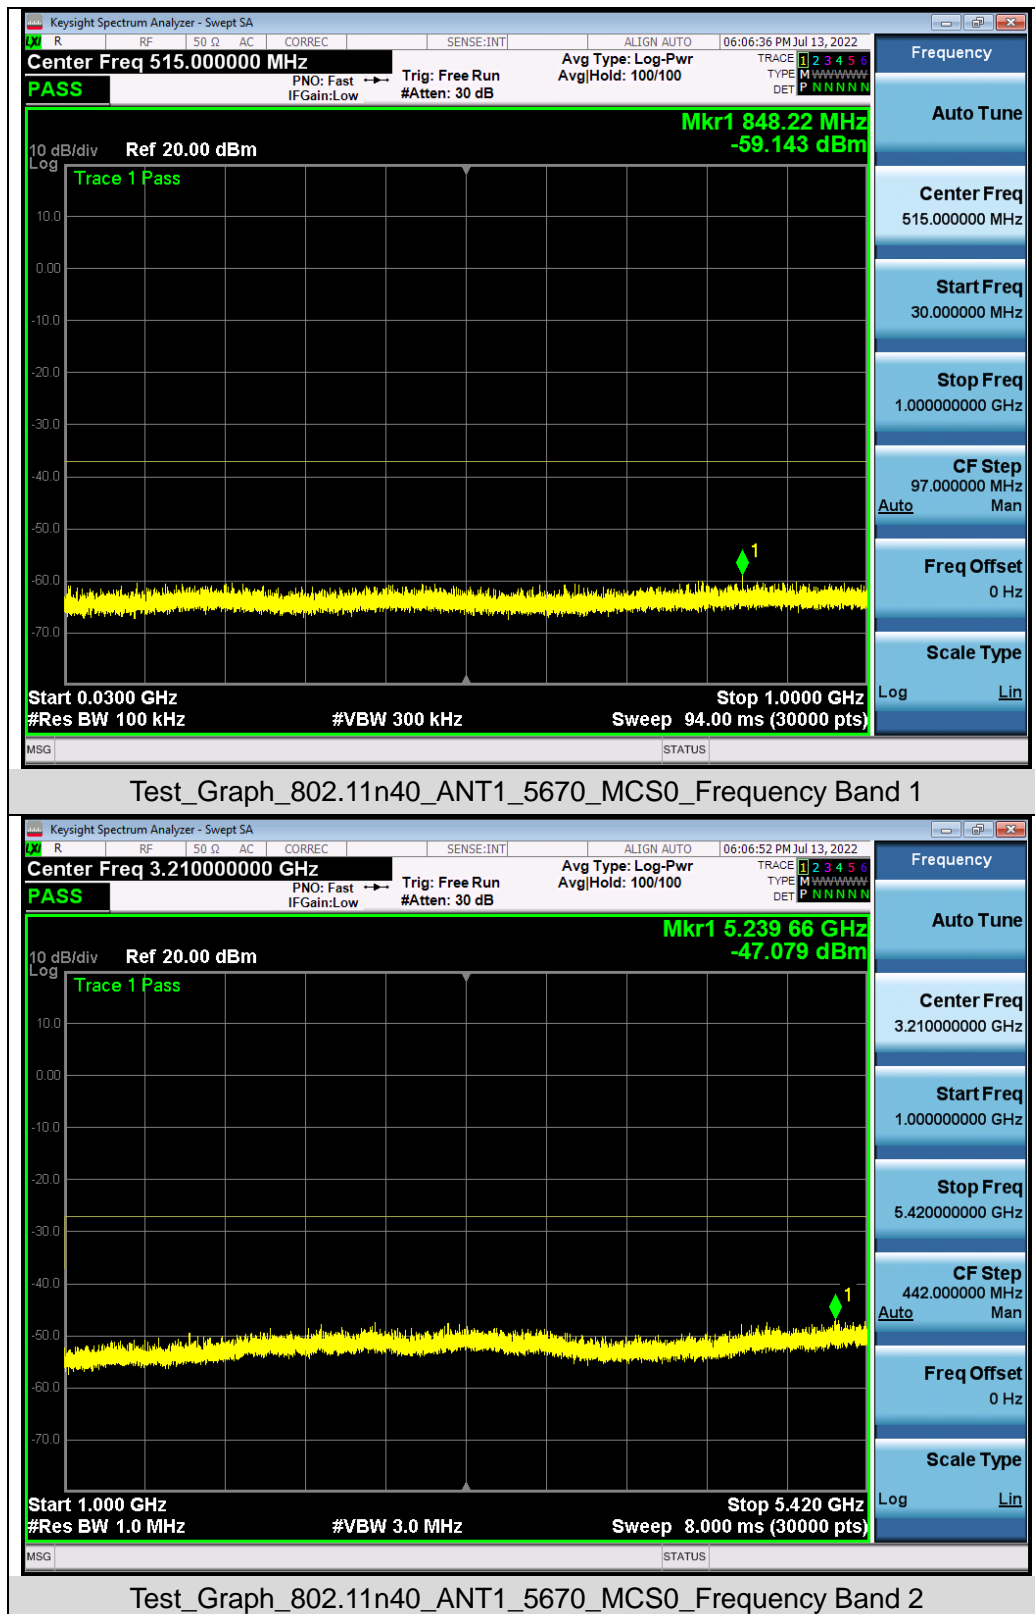 Keysight Spectrum Analyzer - Swept SA
LXI R RF 50 Ω AC CORREC SENSE:INT ALIGN AUTO 06:06:36 PM Jul 13, 2022
Center Freq 515.000000 MHz
PASS
PNO: Fast
IFGain:Low
Trig: Free Run
#Atten: 30 dB
Avg Type: Log-Pwr
Avg|Hold: 100/100
TRACE 1 2 3 4 5 6
TYPE M WWWWW
DET P N N N N N
Mkr1 848.22 MHz
-59.143 dBm
10 dB/div Ref 20.00 dBm
Log
Trace 1 Pass
10.0
0.00
-10.0
-20.0
-30.0
-40.0
-50.0
-60.0
-70.0
1
Start 0.0300 GHz Stop 1.0000 GHz
#Res BW 100 kHz #VBW 300 kHz Sweep 94.00 ms (30000 pts)
MSG STATUS
Frequency
Auto Tune
Center Freq
515.000000 MHz
Start Freq
30.000000 MHz
Stop Freq
1.000000000 GHz
CF Step
97.000000 MHz
Auto Man
Freq Offset
0 Hz
Scale Type
Log Lin
Test_Graph_802.11n40_ANT1_5670_MCS0_Frequency Band 1
Keysight Spectrum Analyzer - Swept SA
LXI R RF 50 Ω AC CORREC SENSE:INT ALIGN AUTO 06:06:52 PM Jul 13, 2022
Center Freq 3.210000000 GHz
PASS
PNO: Fast
IFGain:Low
Trig: Free Run
#Atten: 30 dB
Avg Type: Log-Pwr
Avg|Hold: 100/100
TRACE 1 2 3 4 5 6
TYPE M WWWWW
DET P N N N N N
Mkr1 5.239 66 GHz
-47.079 dBm
10 dB/div Ref 20.00 dBm
Log
Trace 1 Pass
10.0
0.00
-10.0
-20.0
-30.0
-40.0
-50.0
-60.0
-70.0
1
Start 1.000 GHz Stop 5.420 GHz
#Res BW 1.0 MHz #VBW 3.0 MHz Sweep 8.000 ms (30000 pts)
MSG STATUS
Frequency
Auto Tune
Center Freq
3.210000000 GHz
Start Freq
1.000000000 GHz
Stop Freq
5.420000000 GHz
CF Step
442.000000 MHz
Auto Man
Freq Offset
0 Hz
Scale Type
Log Lin
Test_Graph_802.11n40_ANT1_5670_MCS0_Frequency Band 2